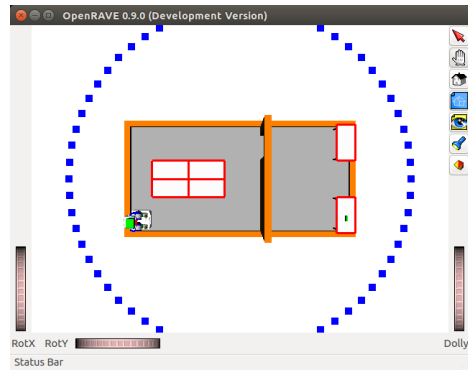 OpenRAVE 0.9.0 (Development Version)
RotX RotY Dolly
Status Bar